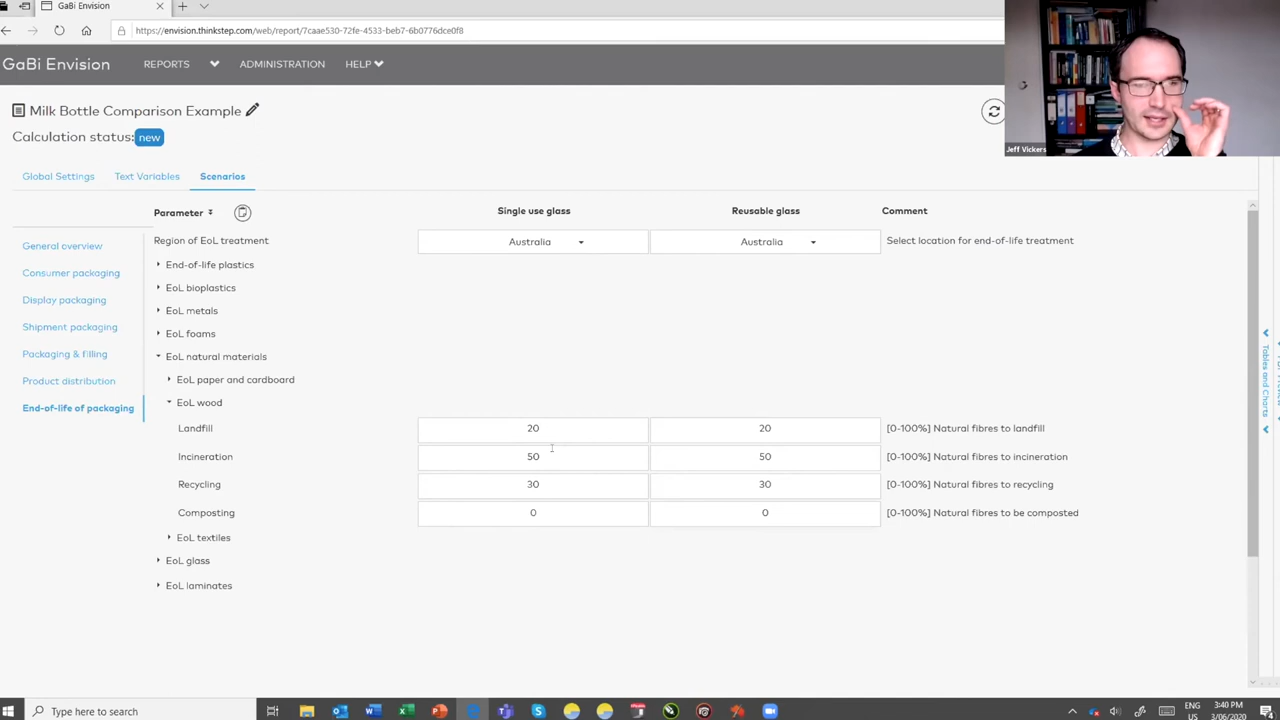 GaBi Envision
https://envision.thinkstep.com/web/report/7caae530-72fe-4533-beb7-6b0776dce0f8
GaBi Envision REPORTS ADMINISTRATION HELP
Milk Bottle Comparison Example
Calculation status: new
Jeff Vickers
Global Settings Text Variables Scenarios
Parameter Single use glass Reusable glass Comment
Region of EoL treatment Australia Australia Select location for end-of-life treatment
General overview
Consumer packaging
Display packaging
Shipment packaging
Packaging & filling
Product distribution
End-of-life of packaging
End-of-life plastics
EoL bioplastics
EoL metals
EoL foams
EoL natural materials
EoL paper and cardboard
EoL wood
Landfill 20 20 [0-100%] Natural fibres to landfill
Incineration 50 50 [0-100%] Natural fibres to incineration
Recycling 30 30 [0-100%] Natural fibres to recycling
Composting 0 0 [0-100%] Natural fibres to be composted
EoL textiles
EoL glass
EoL laminates
Tables and Charts
Type here to search
ENG
US
3:40 PM
3/06/2020